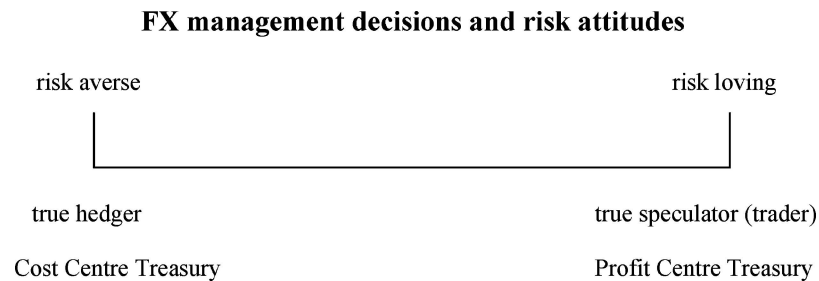 FX management decisions and risk attitudes
risk averse
risk loving
true hedger
true speculator (trader)
Cost Centre Treasury
Profit Centre Treasury